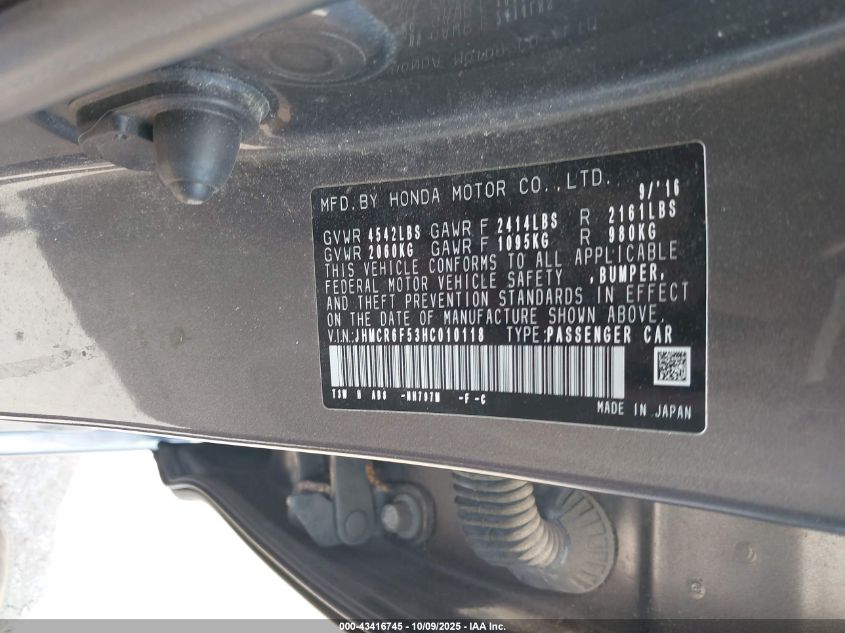 MFD. BY HONDA MOTOR CO., LTD. 9/'16
GVWR 4542LBS GAWR F 2414LBS R 2161LBS
GVWR 2060KG GAWR F 1095KG R 980KG
THIS VEHICLE CONFORMS TO ALL APPLICABLE
FEDERAL MOTOR VEHICLE SAFETY ,BUMPER,
AND THEFT PREVENTION STANDARDS IN EFFECT
ON THE DATE OF MANUFACTURE SHOWN ABOVE.
V.I.N:JHMCR6F53HC010118 TYPE:PASSENGER CAR
-NH797M -F -C
MADE IN JAPAN
000-43416745 - 10/09/2025 - IAA Inc.